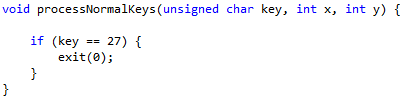 void processNormalKeys(unsigned char key, int x, int y) {
    if (key == 27) {
        exit(0);
    }
}